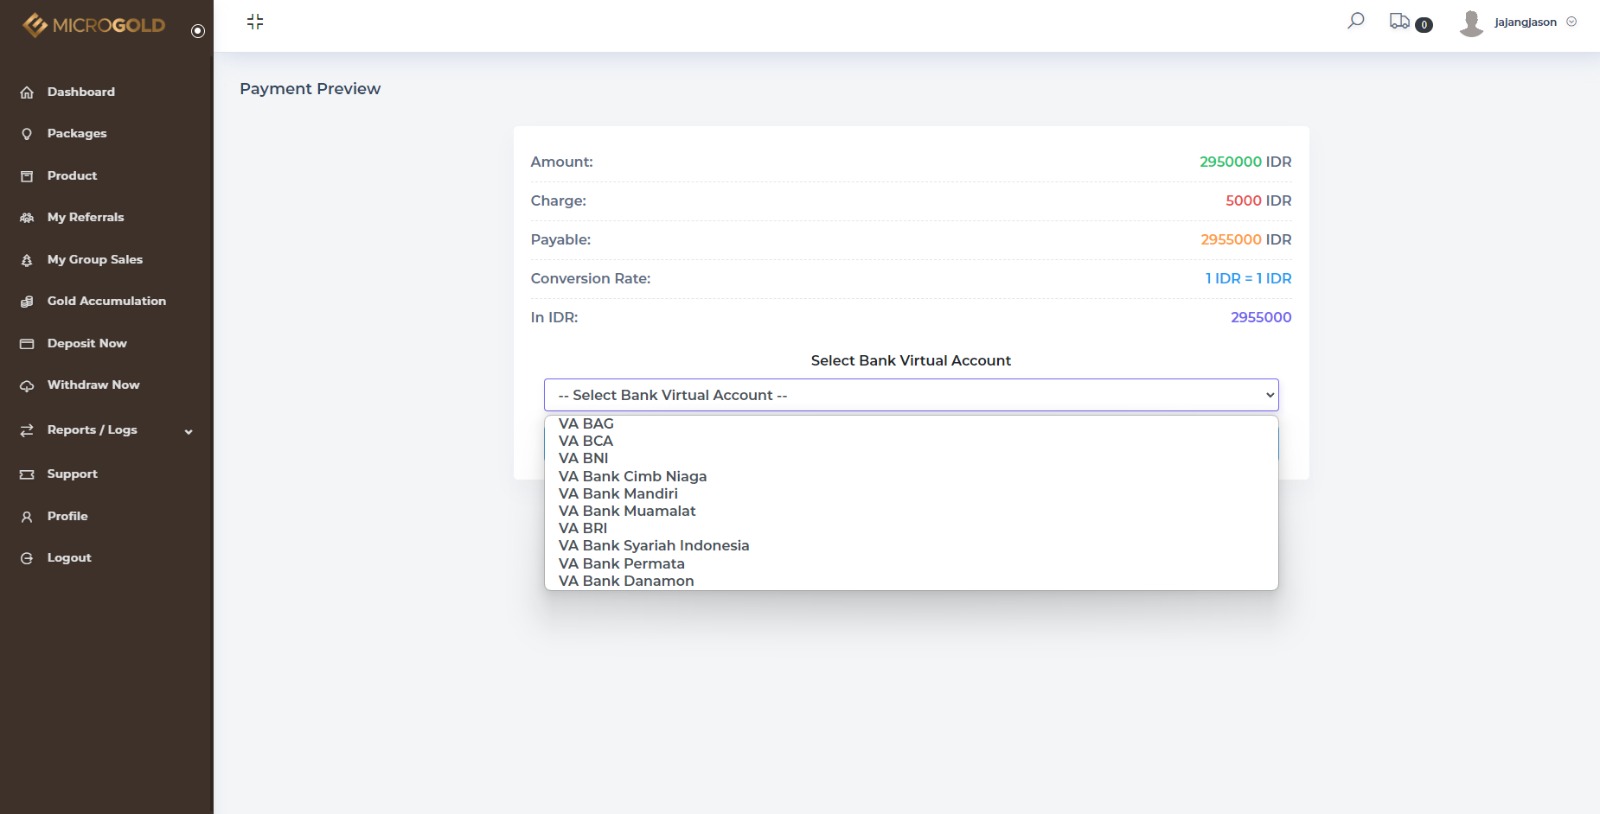 MICROGOLD
0
jajangjason
Dashboard
Packages
Product
My Referrals
My Group Sales
Gold Accumulation
Deposit Now
Withdraw Now
Reports / Logs
Support
Profile
Logout
Payment Preview
Amount: 2950000 IDR
Charge: 5000 IDR
Payable: 2955000 IDR
Conversion Rate: 1 IDR = 1 IDR
In IDR: 2955000
Select Bank Virtual Account
-- Select Bank Virtual Account --
VA BAG
VA BCA
VA BNI
VA Bank Cimb Niaga
VA Bank Mandiri
VA Bank Muamalat
VA BRI
VA Bank Syariah Indonesia
VA Bank Permata
VA Bank Danamon